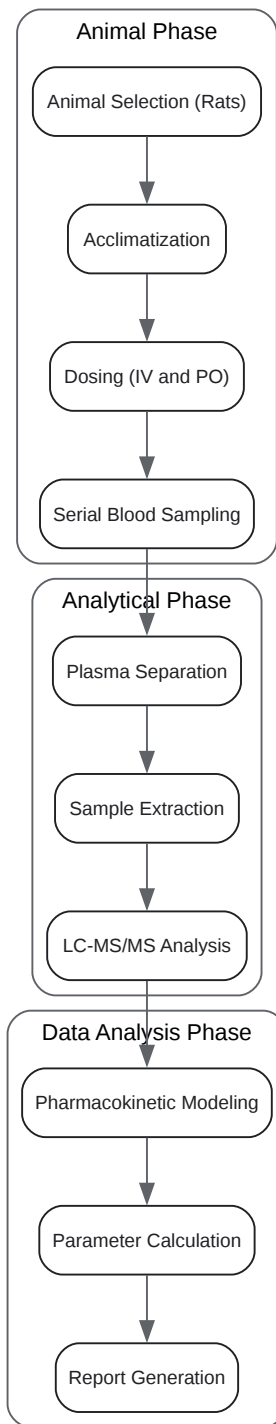 Animal Phase
Animal Selection (Rats)
Acclimatization
Dosing (IV and PO)
Serial Blood Sampling
Analytical Phase
Plasma Separation
Sample Extraction
LC-MS/MS Analysis
Data Analysis Phase
Pharmacokinetic Modeling
Parameter Calculation
Report Generation